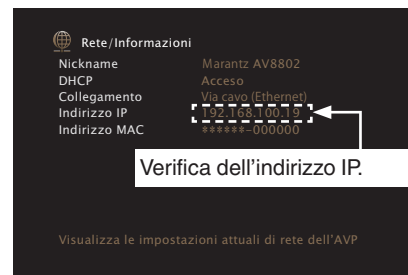 Rete/Informazioni
Nickname Marantz AV8802
DHCP Acceso
Collegamento Via cavo (Ethernet)
Indirizzo IP 192.168.100.19
Indirizzo MAC ******-000000
Verifica dell'indirizzo IP.
Visualizza le impostazioni attuali di rete dell'AVP